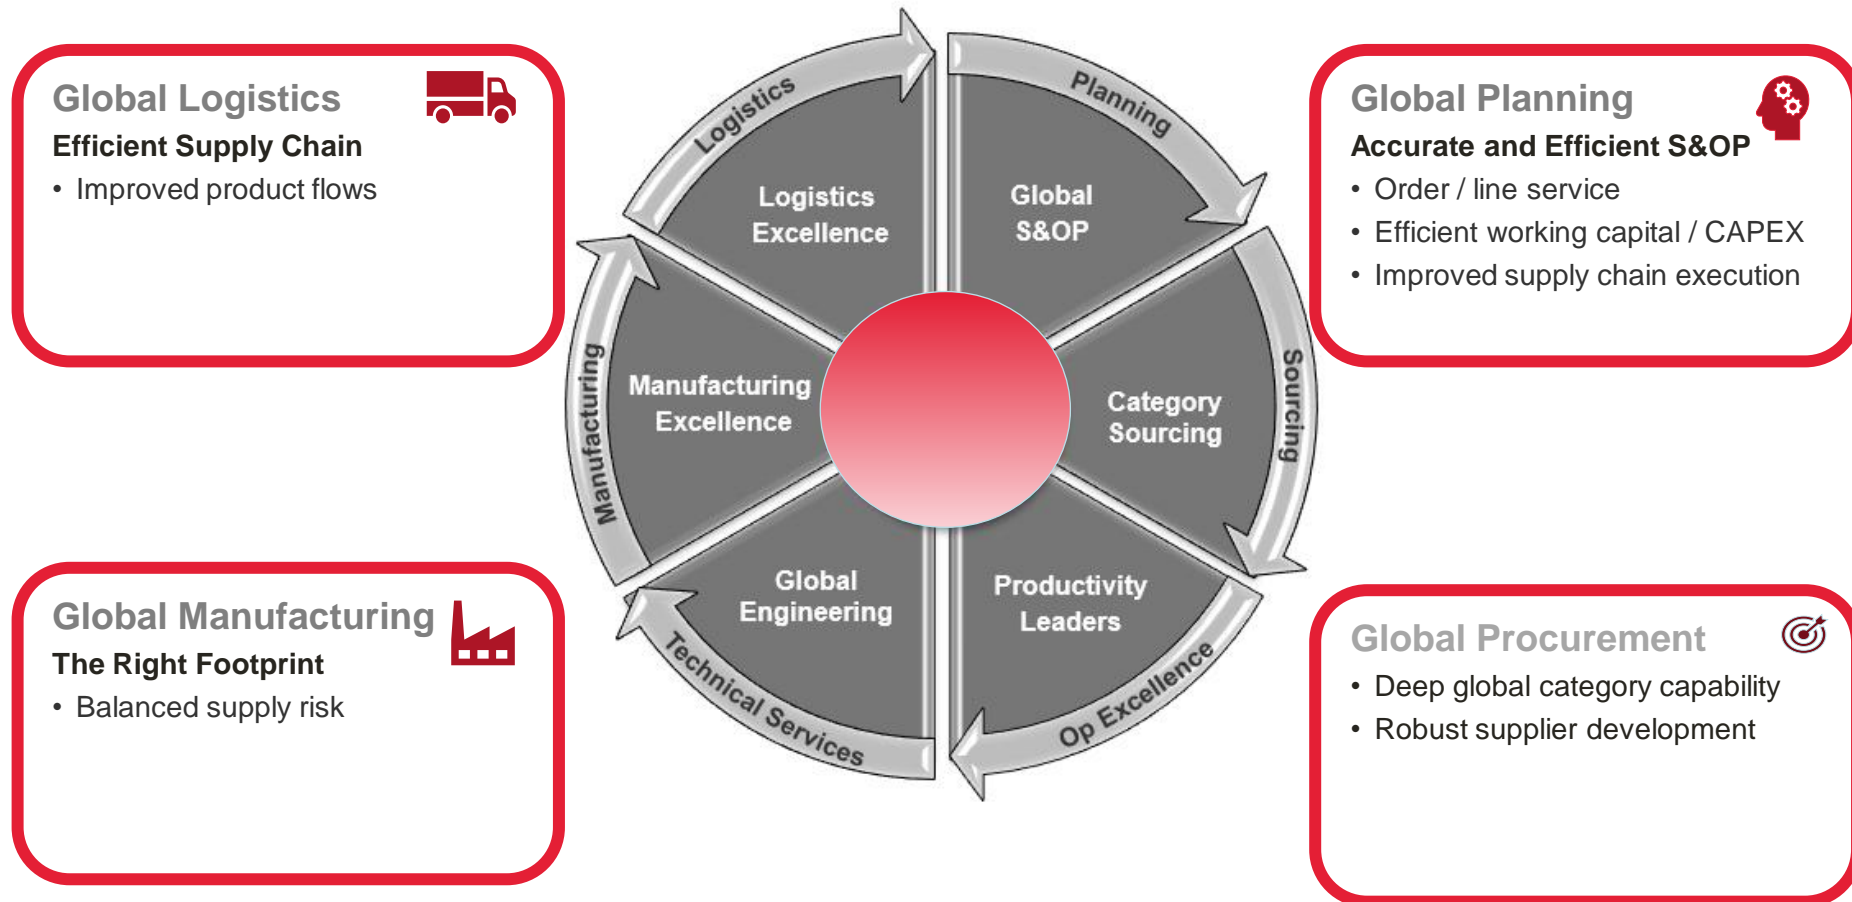 Global Logistics
Efficient Supply Chain
• Improved product flows
Global Planning
Accurate and Efficient S&OP
• Order / line service
• Efficient working capital / CAPEX
• Improved supply chain execution
Logistics
Planning
Sourcing
Op Excellence
Technical Services
Manufacturing
Logistics
Excellence
Global
S&OP
Category
Sourcing
Productivity
Leaders
Global
Engineering
Manufacturing
Excellence
Global Manufacturing
The Right Footprint
• Balanced supply risk
Global Procurement
• Deep global category capability
• Robust supplier development